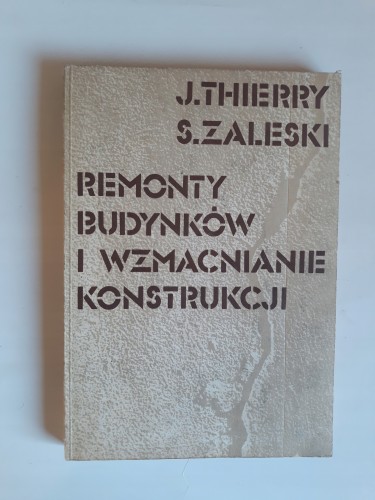 J.THIERRY
S.ZALESKI
REMONTY
BUDYNKÓW
I WZMACNIANIE
KONSTRUKCJI